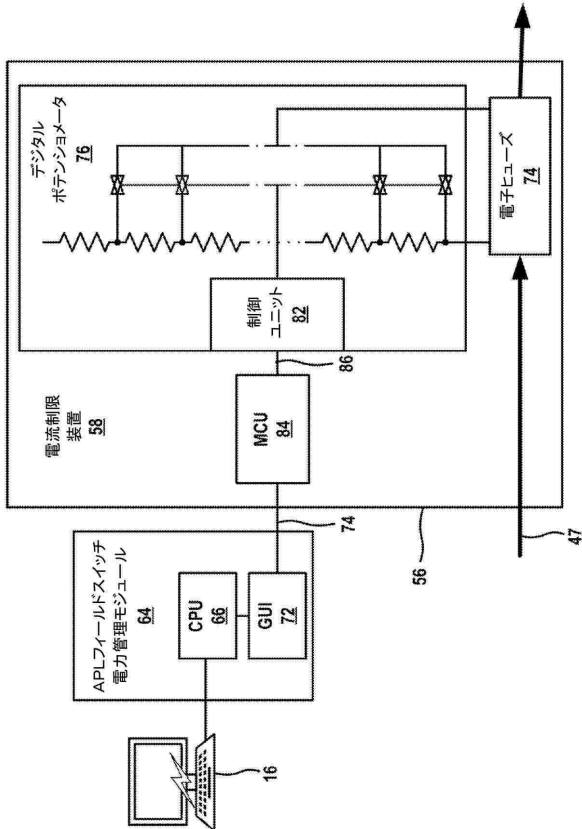 16
APLフィールドスイッチ
電力管理モジュール
64
CPU
66
GUI
72
74
56
47
電流制限
装置
58
MCU
84
86
デジタル
ポテンショメータ
76
制御
ユニット
82
電子ヒューズ
74